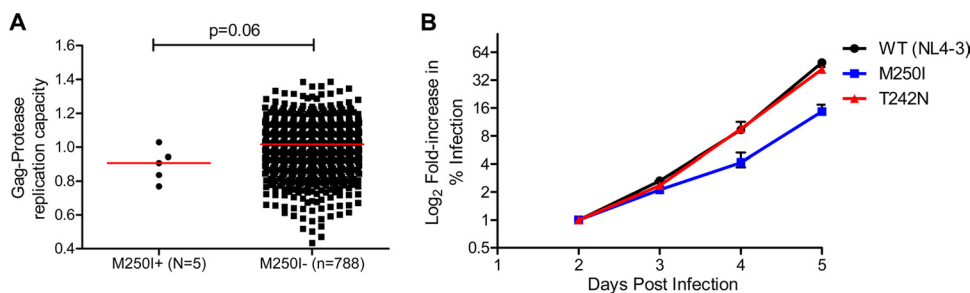 A
p=0.06
Gag-Protease
replication capacity
1.6
1.4
1.2
1.0
0.8
0.6
0.4
M250I+ (N=5)
M250I- (n=788)
B
Log2 Fold-increase in
% Infection
64
32
16
8
4
2
1
0.5
1
2
3
4
5
Days Post Infection
WT (NL4-3)
M250I
T242N